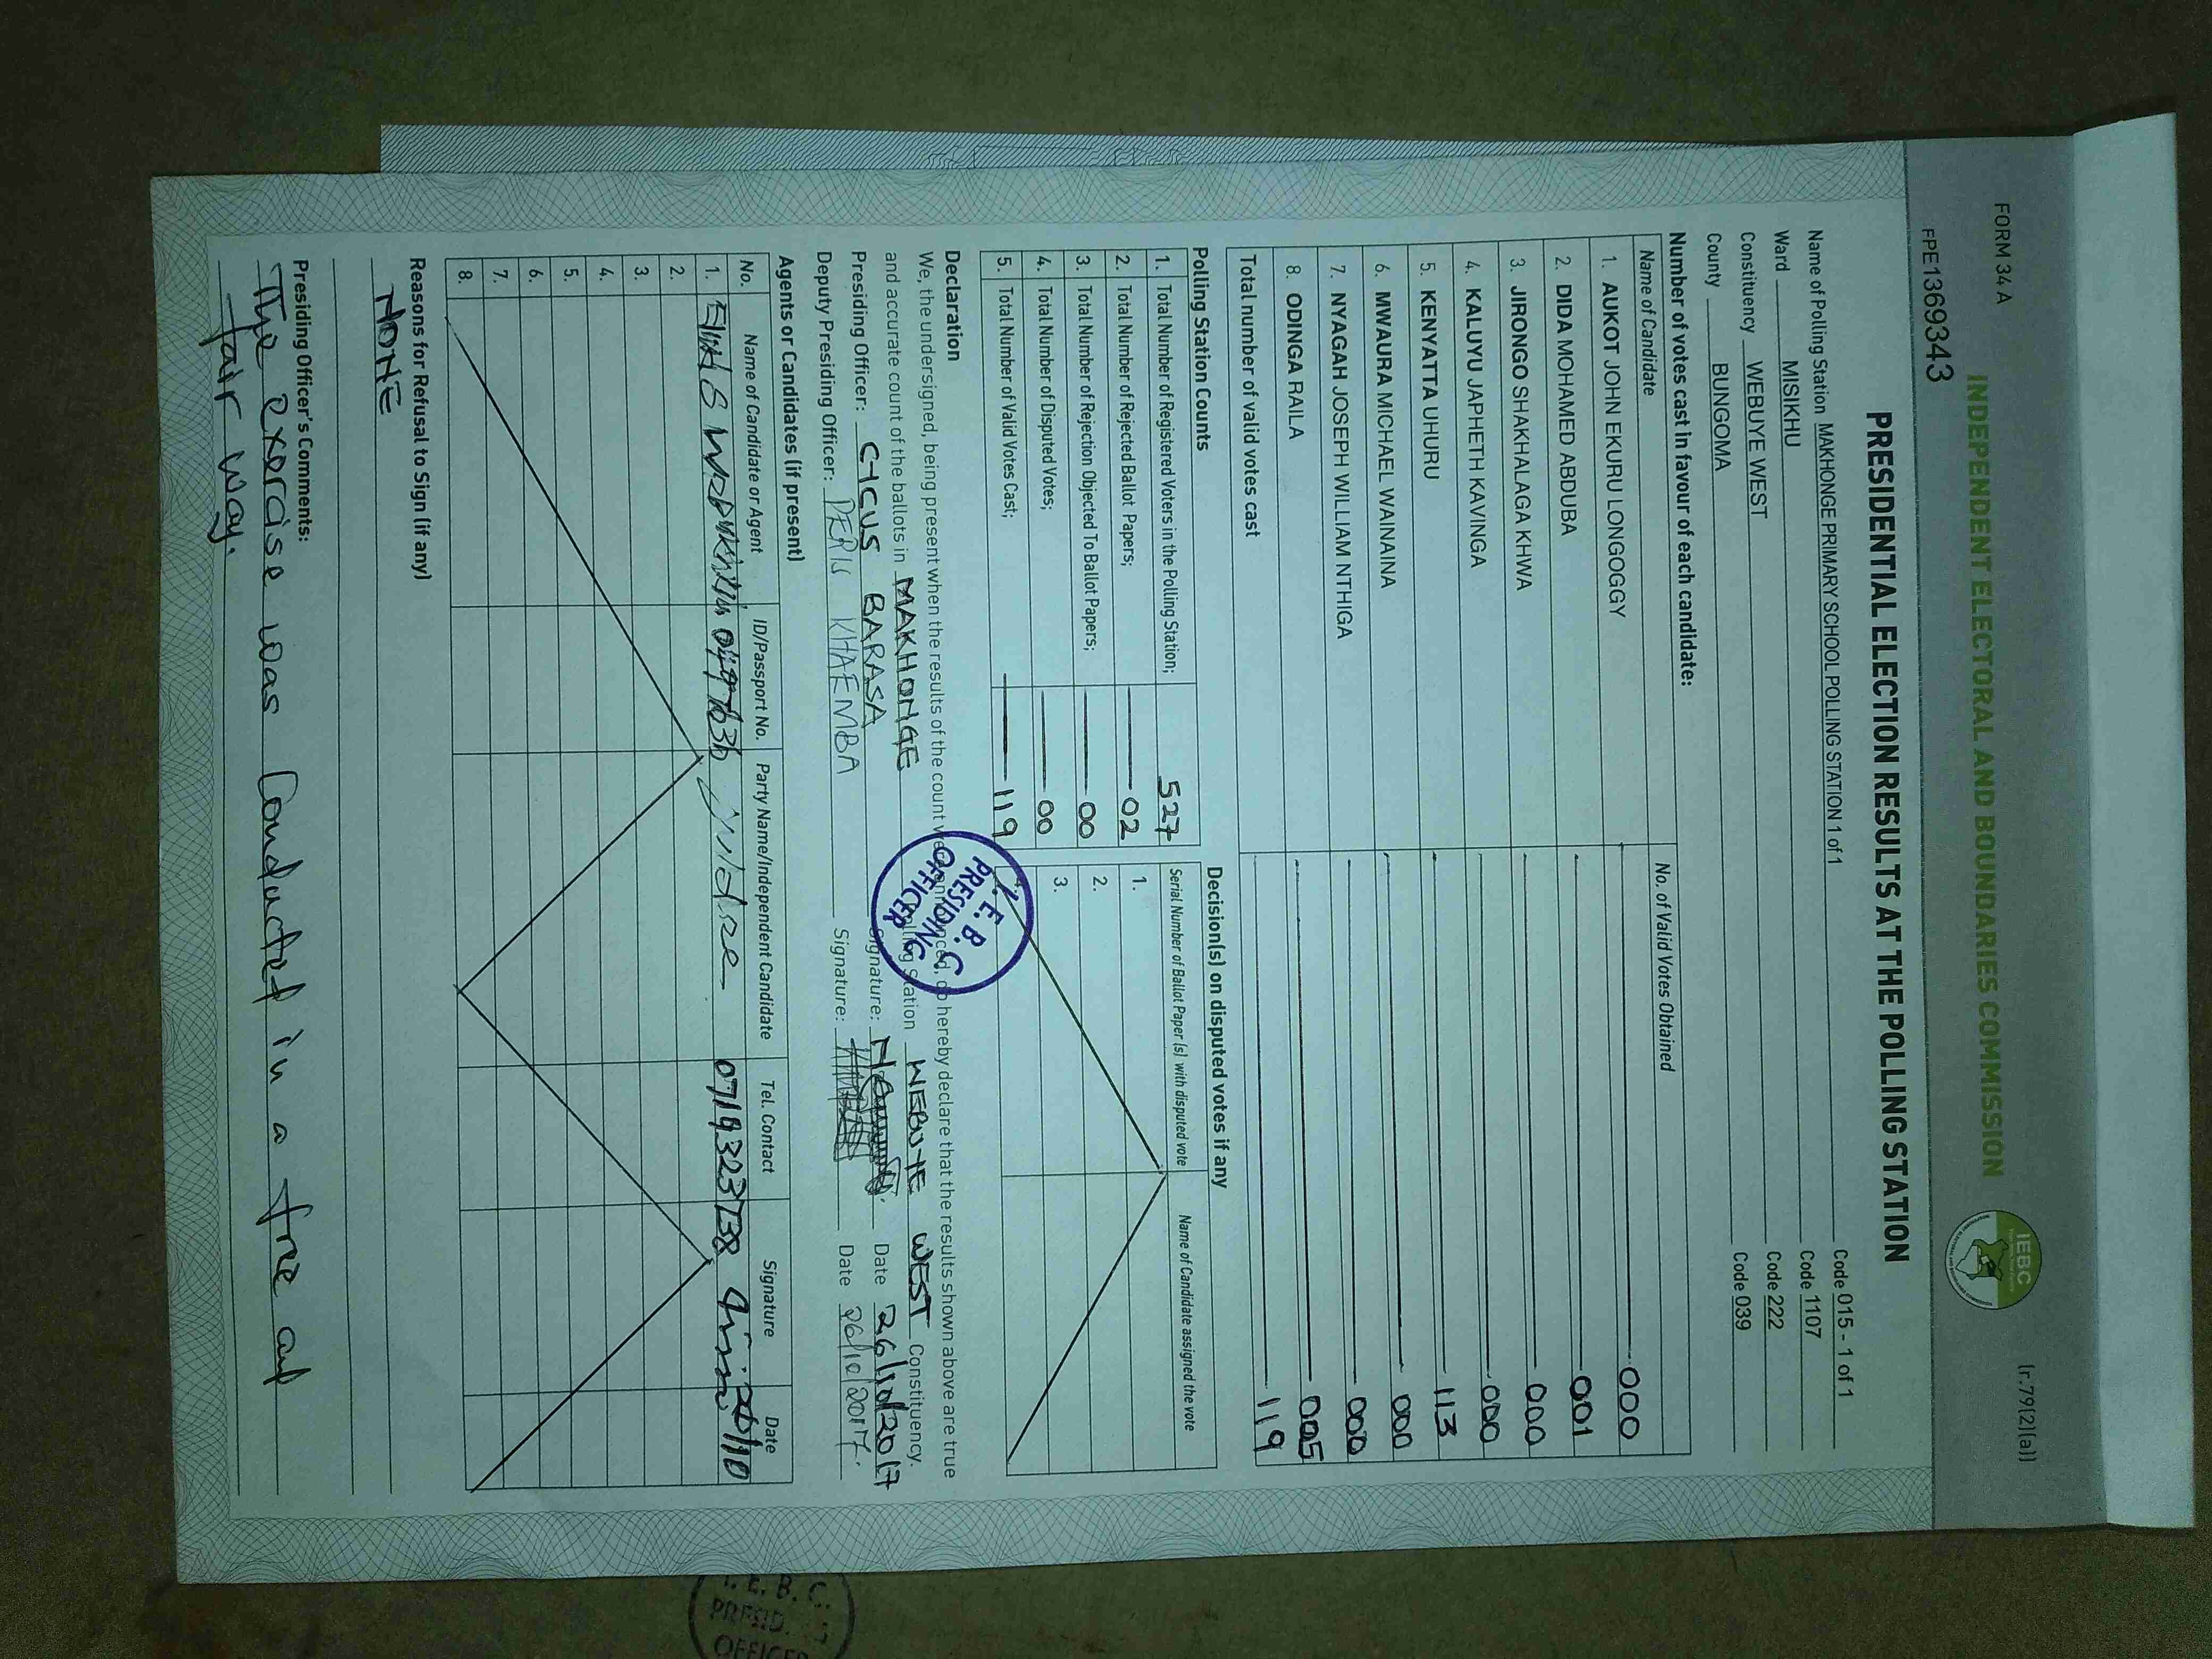 FORM 34 A
(r.79(2)(a))
INDEPENDENT ELECTORAL AND BOUNDARIES COMMISSION
IEBC
FPE1369343
PRESIDENTIAL ELECTION RESULTS AT THE POLLING STATION
Name of Polling Station MAKHONGE PRIMARY SCHOOL POLLING STATION 1 of 1 Code 015 - 1 of 1
Ward MISIKHU Code 1107
Constituency WEBUYE WEST Code 222
County BUNGOMA Code 039
Number of votes cast in favour of each candidate:
Name of Candidate No. of Valid Votes Obtained
1. AUKOT JOHN EKURU LONGOGGY 000
2. DIDA MOHAMED ABDUBA 001
3. JIRONGO SHAKHALAGA KHWA 000
4. KALUYU JAPHETH KAVINGA 000
5. KENYATTA UHURU 113
6. MWAURA MICHAEL WAINAINA 000
7. NYAGAH JOSEPH WILLIAM NTHIGA 000
8. ODINGA RAILA 005
Total number of valid votes cast 119
Polling Station Counts
1. Total Number of Registered Voters in the Polling Station; 527
2. Total Number of Rejected Ballot Papers; 02
3. Total Number of Rejection Objected To Ballot Papers; 00
4. Total Number of Disputed Votes; 00
5. Total Number of Valid Votes Cast; 119
Decision(s) on disputed votes if any
Serial Number of Ballot Paper (s) with disputed vote Name of Candidate assigned the vote
1.
2.
3.
4.
Declaration
We, the undersigned, being present when the results of the count were announced, do hereby declare that the results shown above are true
and accurate count of the ballots in MAKHONGE Polling Station WEBUYE WEST Constituency.
Presiding Officer: CYCUS BARASA Signature: Date 26/10/2017
Deputy Presiding Officer: PERIS KHAEMBA Signature: Date 26/10/2017.
I. E. B. C
PRESIDING
OFFICER
Agents or Candidates (if present)
No. Name of Candidate or Agent ID/Passport No. Party Name/Independent Candidate Tel. Contact Signature Date
1. Jubilee 0719323738 26/10
2.
3.
4.
5.
6.
7.
8.
Reasons for Refusal to Sign (if any)
NONE
Presiding Officer's Comments:
The exercise was Conducted in a free and
fair way.
I. E. B. C.
OFFICER